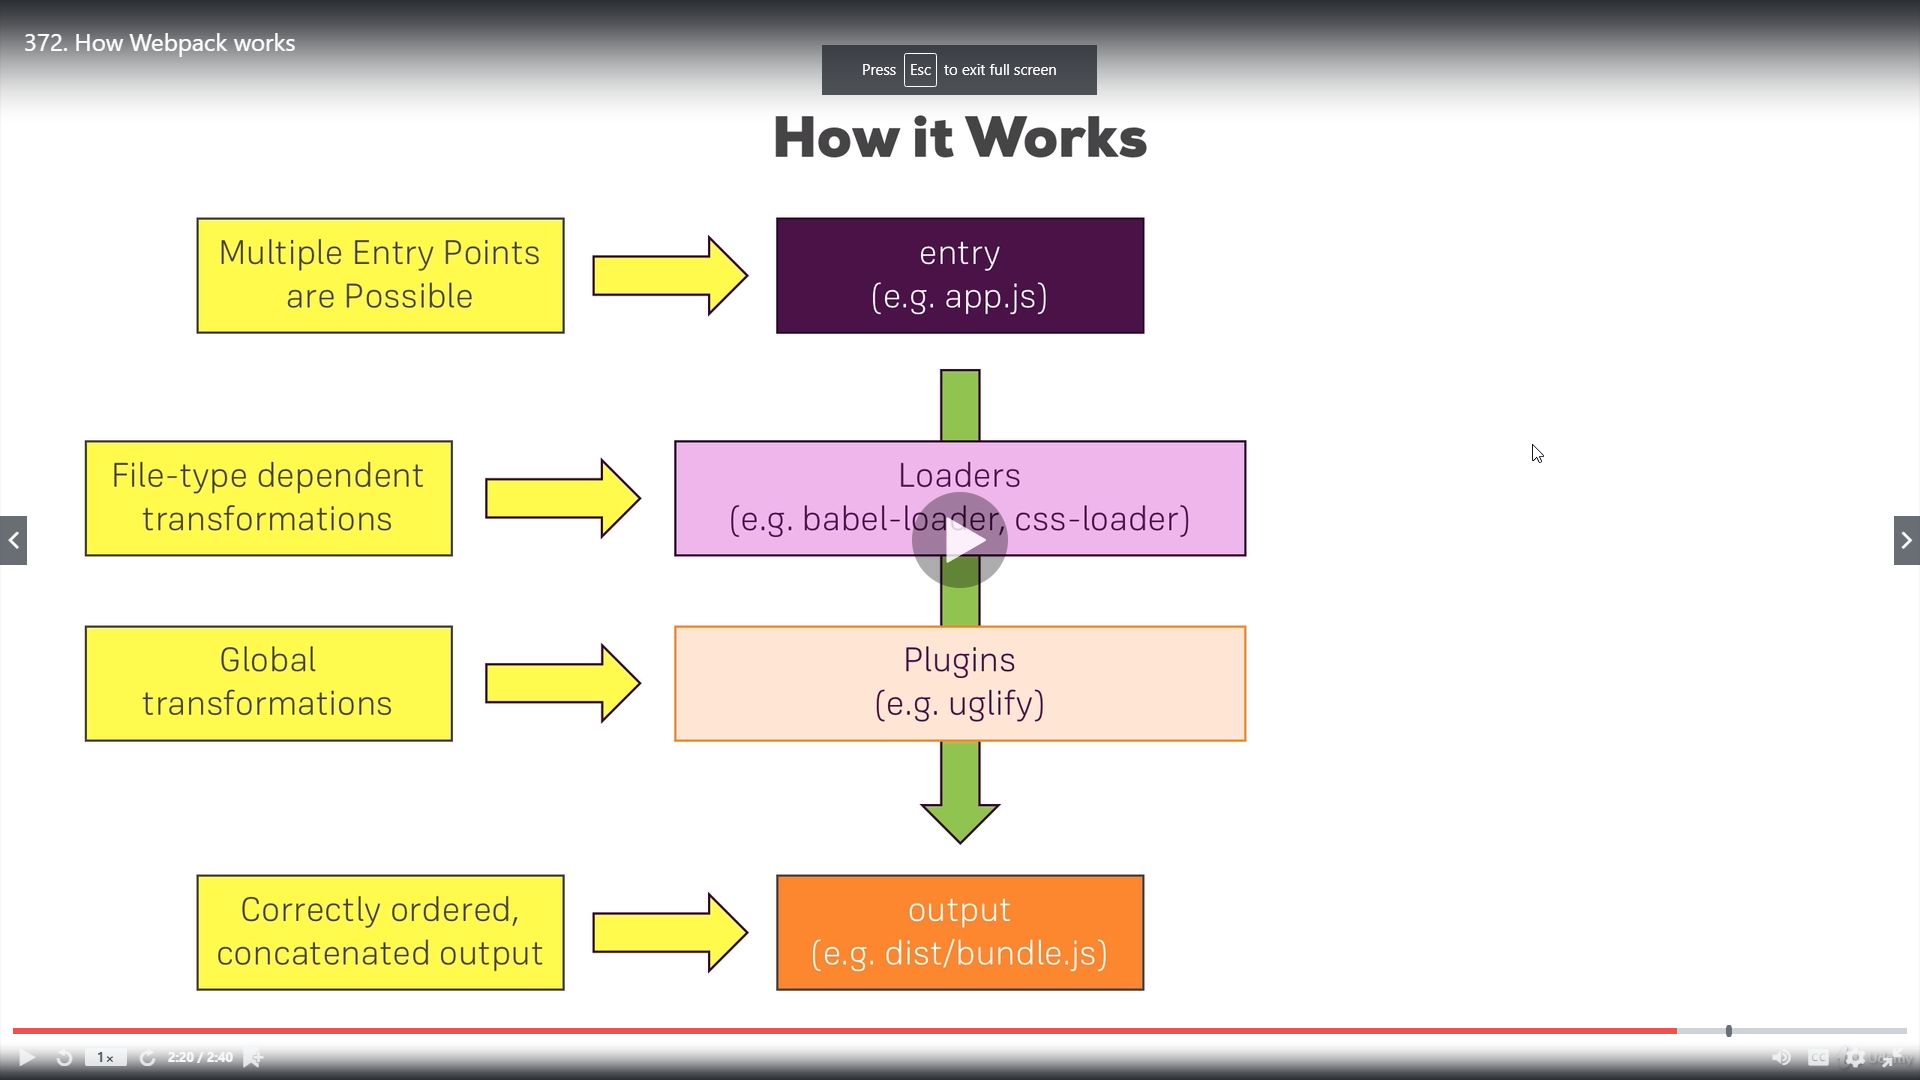 372. How Webpack works
Press Esc to exit full screen
How it Works
Multiple Entry Points
are Possible
entry
(e.g. app.js)
File-type dependent
transformations
Loaders
(e.g. babel-loader, css-loader)
Global
transformations
Plugins
(e.g. uglify)
Correctly ordered,
concatenated output
output
(e.g. dist/bundle.js)
1x
2:20 / 2:40
CC